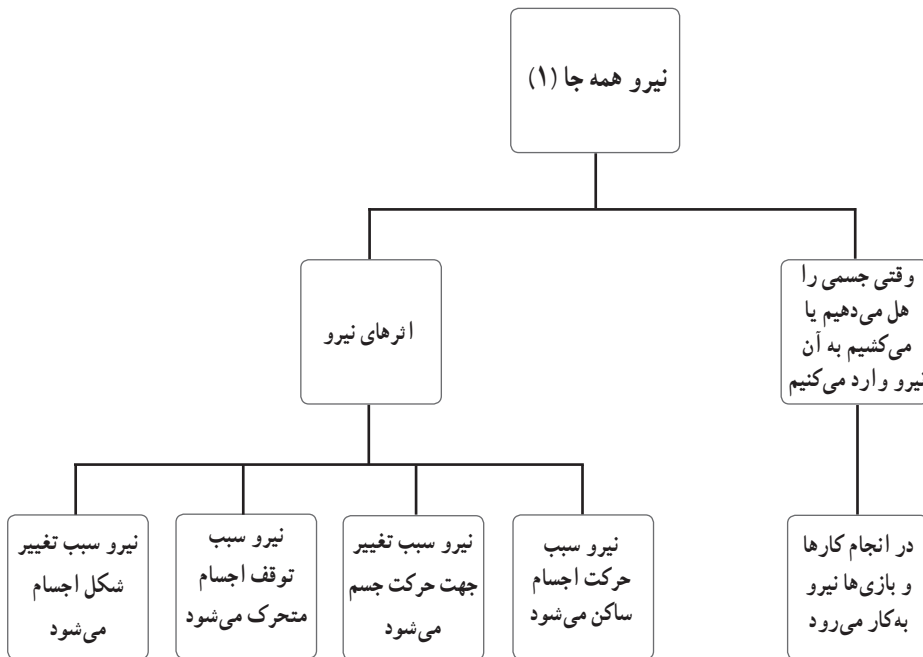 نیرو همه جا (۱)
وقتی جسمی را
هل می‌دهیم یا
می‌کشیم به آن
نیرو وارد می‌کنیم
اثرهای نیرو
در انجام کارها
و بازی‌ها نیرو
به‌کار می‌رود
نیرو سبب
حرکت اجسام
ساکن می‌شود
نیرو سبب تغییر
جهت حرکت جسم
می‌شود
نیرو سبب
توقف اجسام
متحرک می‌شود
نیرو سبب تغییر
شکل اجسام
می‌شود